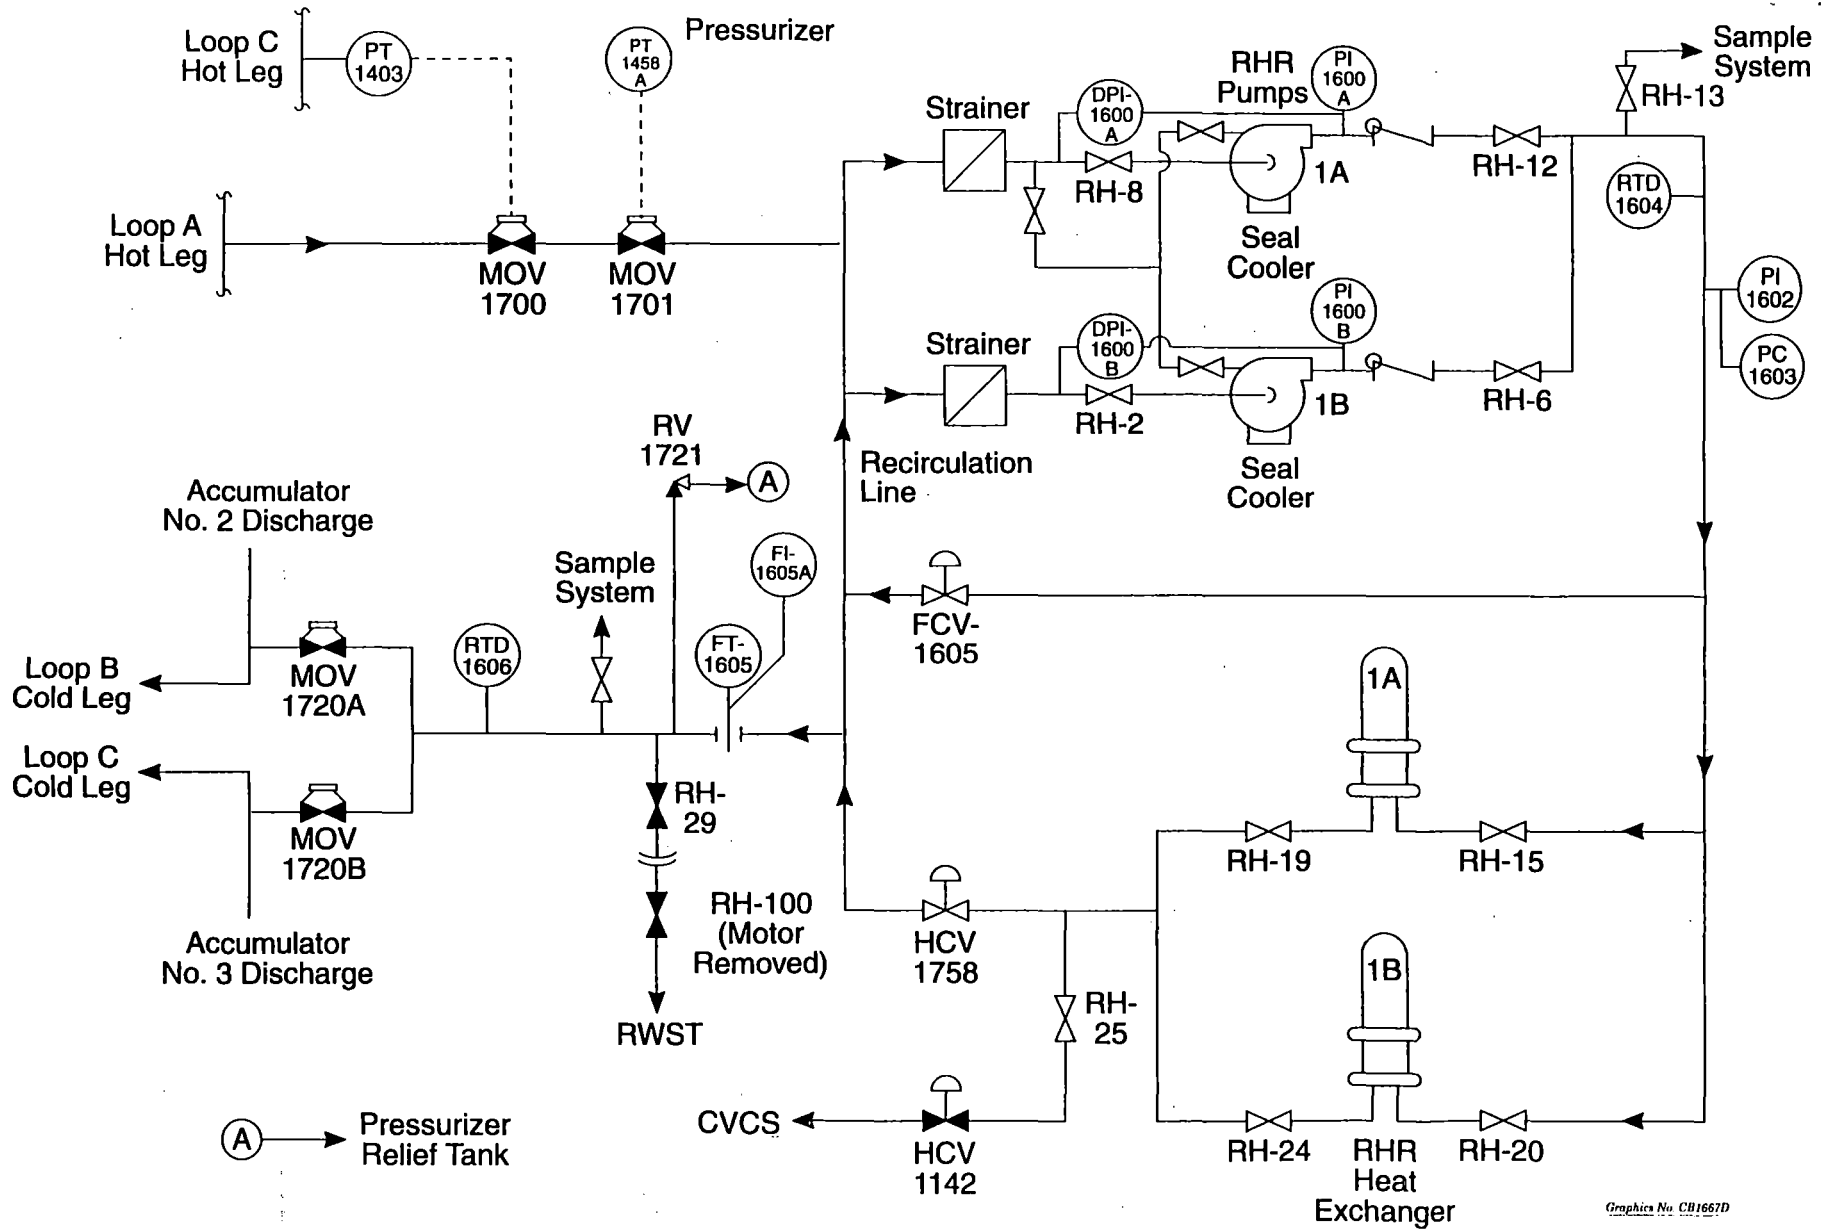 Loop C
Hot Leg
PT
1403
PT
1458
A
Pressurizer
Loop A
Hot Leg
MOV
1700
MOV
1701
Strainer
DPI-
1600
A
RH-8
RHR
Pumps
PI
1600
A
1A
Seal
Cooler
RH-12
Sample
System
RH-13
RTD
1604
PI
1602
PC
1603
Strainer
DPI-
1600
B
RH-2
PI
1600
B
1B
Seal
Cooler
RH-6
Recirculation
Line
RV
1721
A
Accumulator
No. 2 Discharge
Sample
System
FI-
1605A
FT-
1605
RTD
1606
FCV-
1605
Loop B
Cold Leg
MOV
1720A
Loop C
Cold Leg
MOV
1720B
Accumulator
No. 3 Discharge
RH-
29
RH-100
(Motor
Removed)
RWST
HCV
1758
RH-
25
CVCS
HCV
1142
1A
RH-19
RH-15
1B
RH-24
RHR
Heat
Exchanger
RH-20
A
Pressurizer
Relief Tank
Graphics No. CB1667D